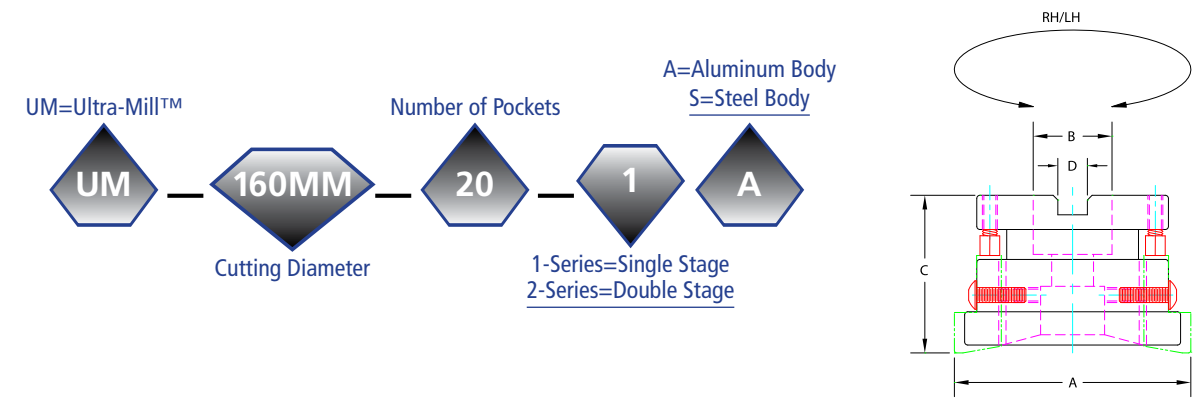 UM=Ultra-Mill™
Number of Pockets
A=Aluminum Body
S=Steel Body
UM – 160MM – 20 – 1 A
Cutting Diameter
1-Series=Single Stage
2-Series=Double Stage
RH/LH
B
D
C
A